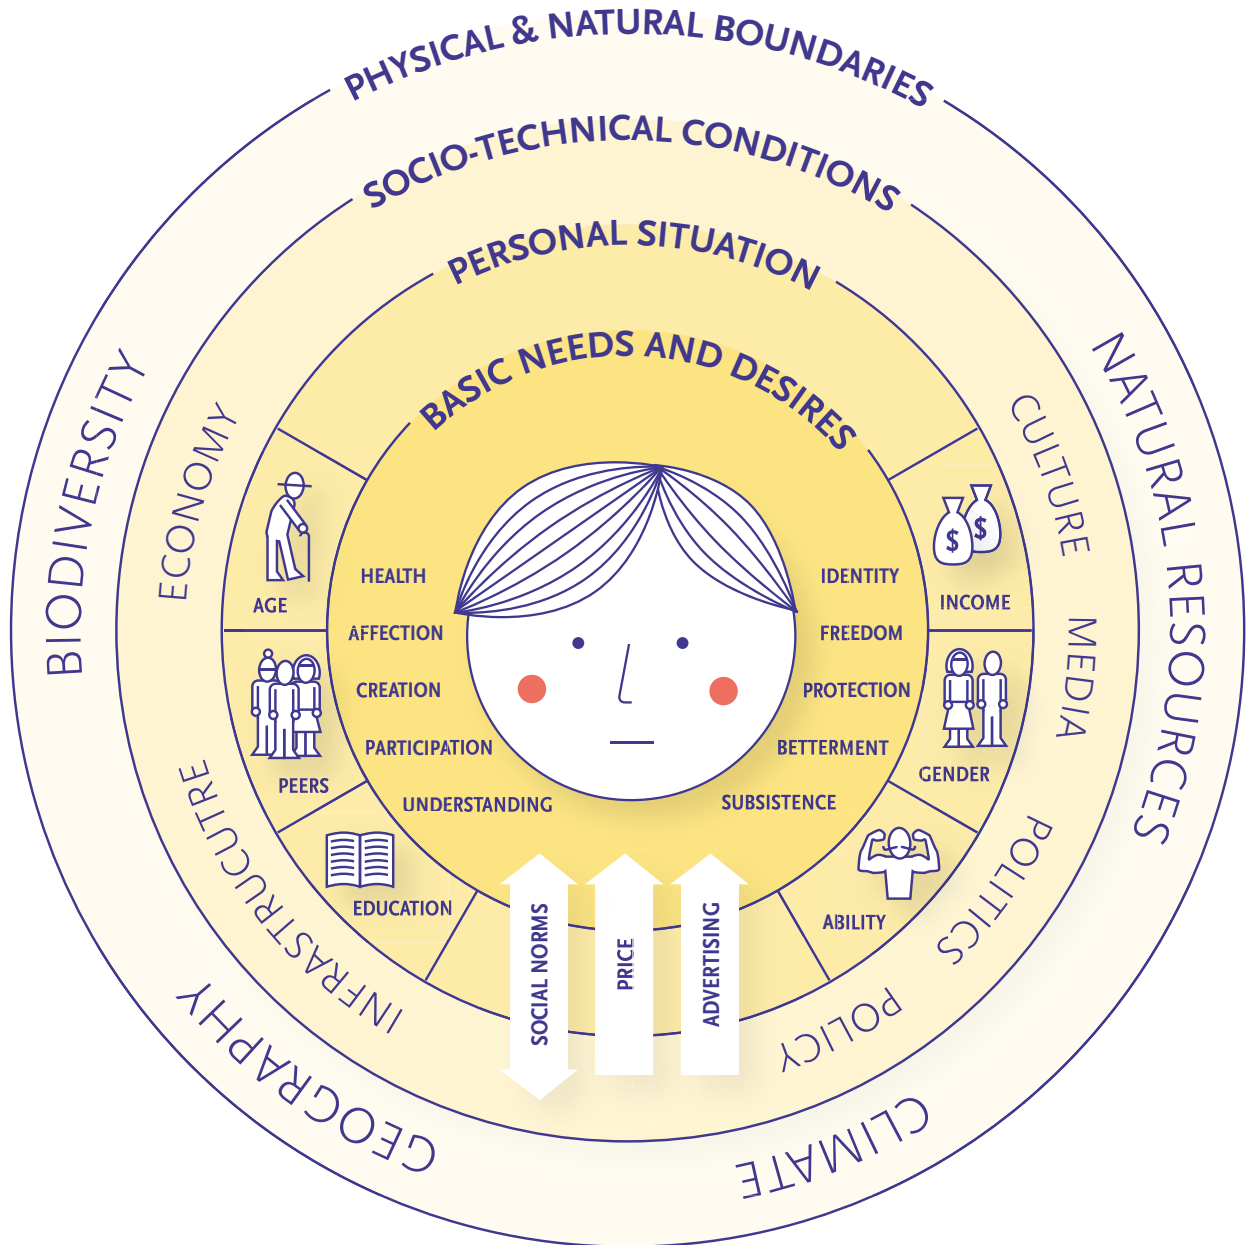 PHYSICAL & NATURAL BOUNDARIES
SOCIO-TECHNICAL CONDITIONS
PERSONAL SITUATION
BASIC NEEDS AND DESIRES
BIODIVERSITY
GEOGRAPHY
CLIMATE
NATURAL RESOURCES
ECONOMY
INFRASTRUCUTRE
CULTURE
MEDIA
POLITICS
POLICY
AGE
PEERS
EDUCATION
$
$
INCOME
GENDER
ABILITY
HEALTH
AFFECTION
CREATION
PARTICIPATION
UNDERSTANDING
IDENTITY
FREEDOM
PROTECTION
BETTERMENT
SUBSISTENCE
SOCIAL NORMS
PRICE
ADVERTISING